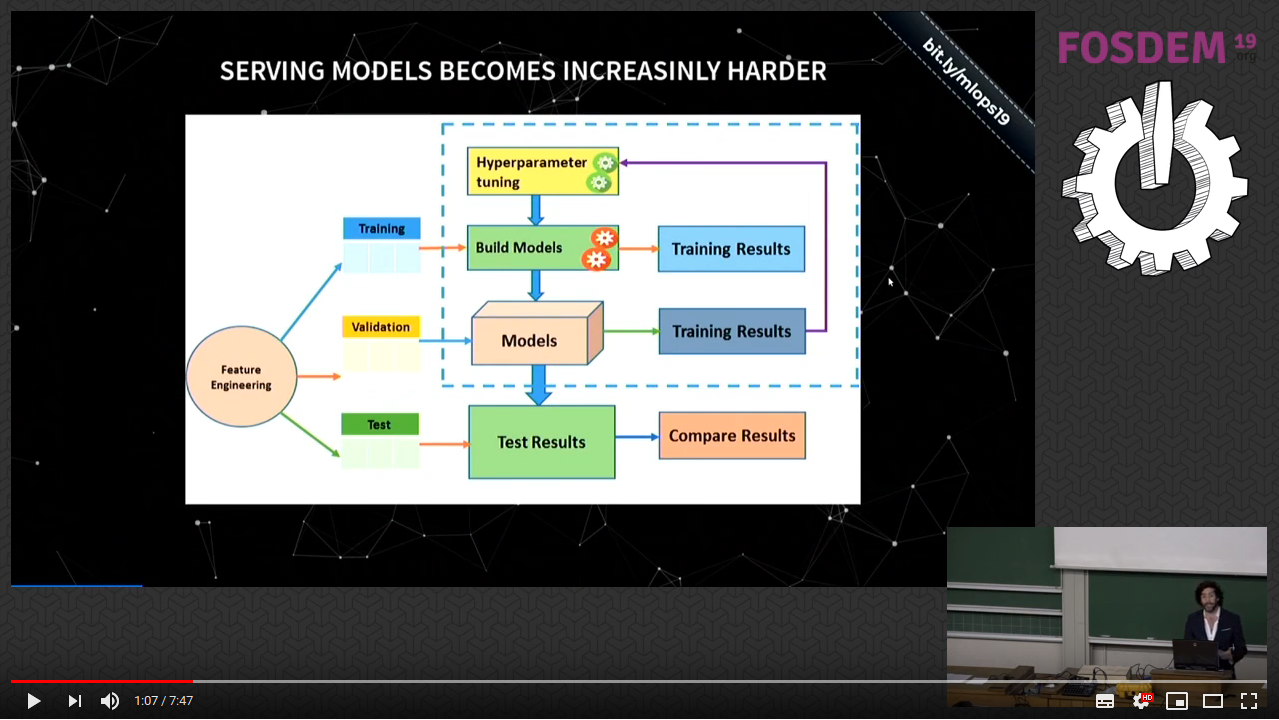 SERVING MODELS BECOMES INCREASINLY HARDER
bit.ly/mlops19
FOSDEM 19
.org
Hyperparameter
tuning
Training
Build Models
Training Results
Validation
Models
Training Results
Feature
Engineering
Test
Test Results
Compare Results
1:07 / 7:47
HD